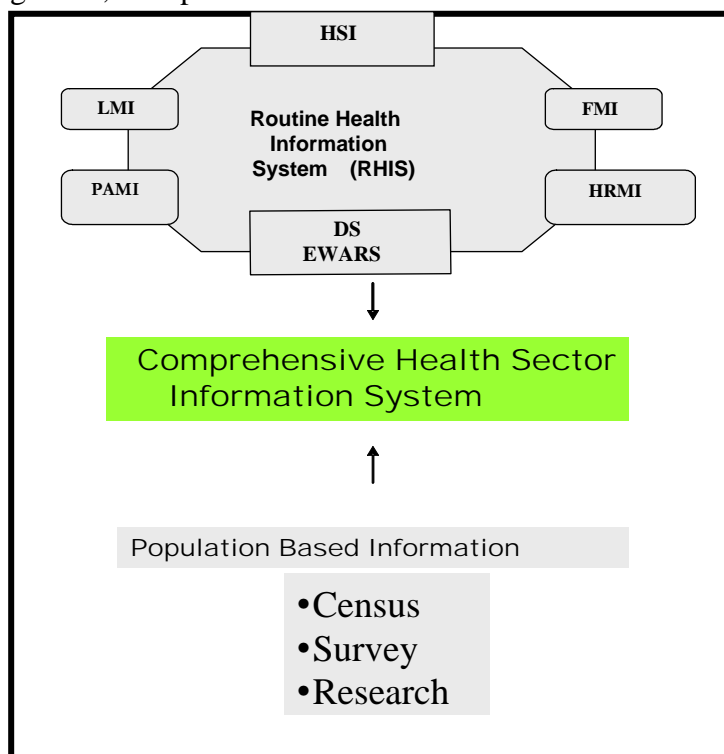 HSI
LMI
FMI
Routine Health
Information
System (RHIS)
PAMI
HRMI
DS
EWARS
Comprehensive Health Sector
Information System
Population Based Information
•Census
•Survey
•Research